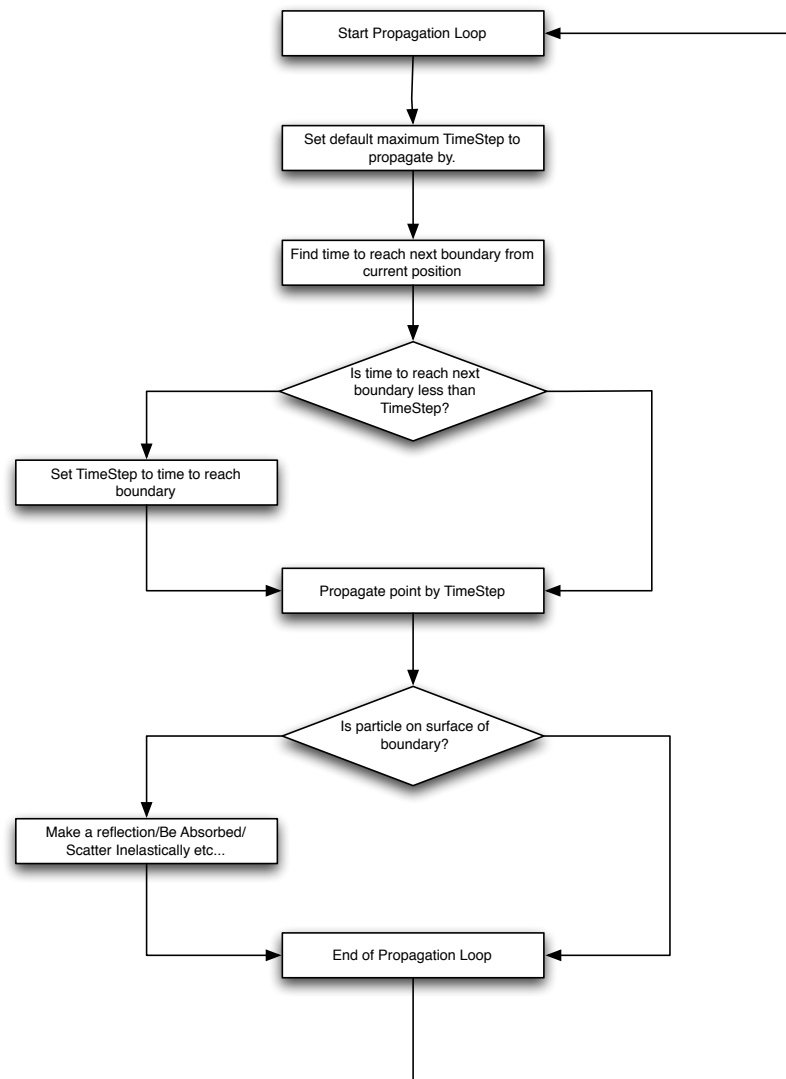 Start Propagation Loop
Set default maximum TimeStep to
propagate by.
Find time to reach next boundary from
current position
Is time to reach next
boundary less than
TimeStep?
Set TimeStep to time to reach
boundary
Propagate point by TimeStep
Is particle on surface of
boundary?
Make a reflection/Be Absorbed/
Scatter Inelastically etc...
End of Propagation Loop